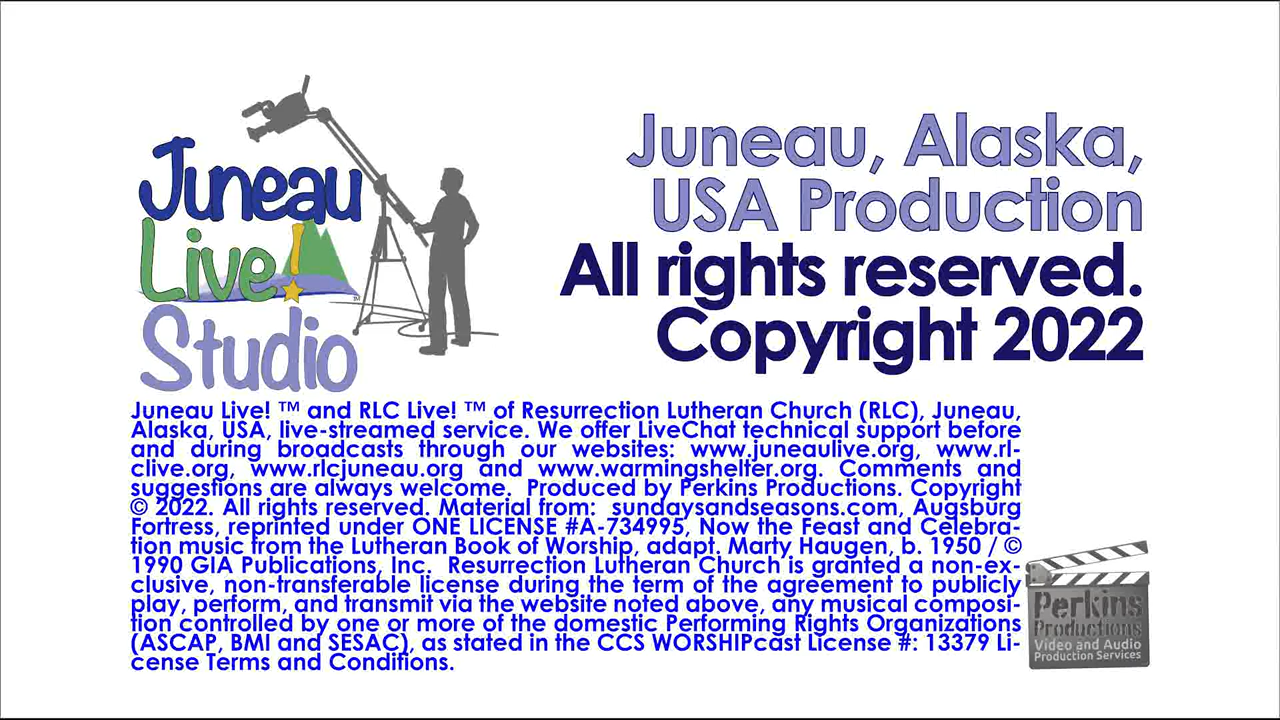 Juneau
Live!
Studio
™
Juneau, Alaska,
USA Production
All rights reserved.
Copyright 2022
Juneau Live! ™ and RLC Live! ™ of Resurrection Lutheran Church (RLC), Juneau,
Alaska, USA, live-streamed service. We offer LiveChat technical support before
and during broadcasts through our websites: www.juneaulive.org, www.rl-
clive.org, www.rlcjuneau.org and www.warmingshelter.org. Comments and
suggestions are always welcome. Produced by Perkins Productions. Copyright
© 2022. All rights reserved. Material from: sundaysandseasons.com, Augsburg
Fortress, reprinted under ONE LICENSE #A-734995, Now the Feast and Celebra-
tion music from the Lutheran Book of Worship, adapt. Marty Haugen, b. 1950 / ©
1990 GIA Publications, Inc. Resurrection Lutheran Church is granted a non-ex-
clusive, non-transferable license during the term of the agreement to publicly
play, perform, and transmit via the website noted above, any musical composi-
tion controlled by one or more of the domestic Performing Rights Organizations
(ASCAP, BMI and SESAC), as stated in the CCS WORSHIPcast License #: 13379 Li-
cense Terms and Conditions.
Perkins
Productions
Video and Audio
Production Services